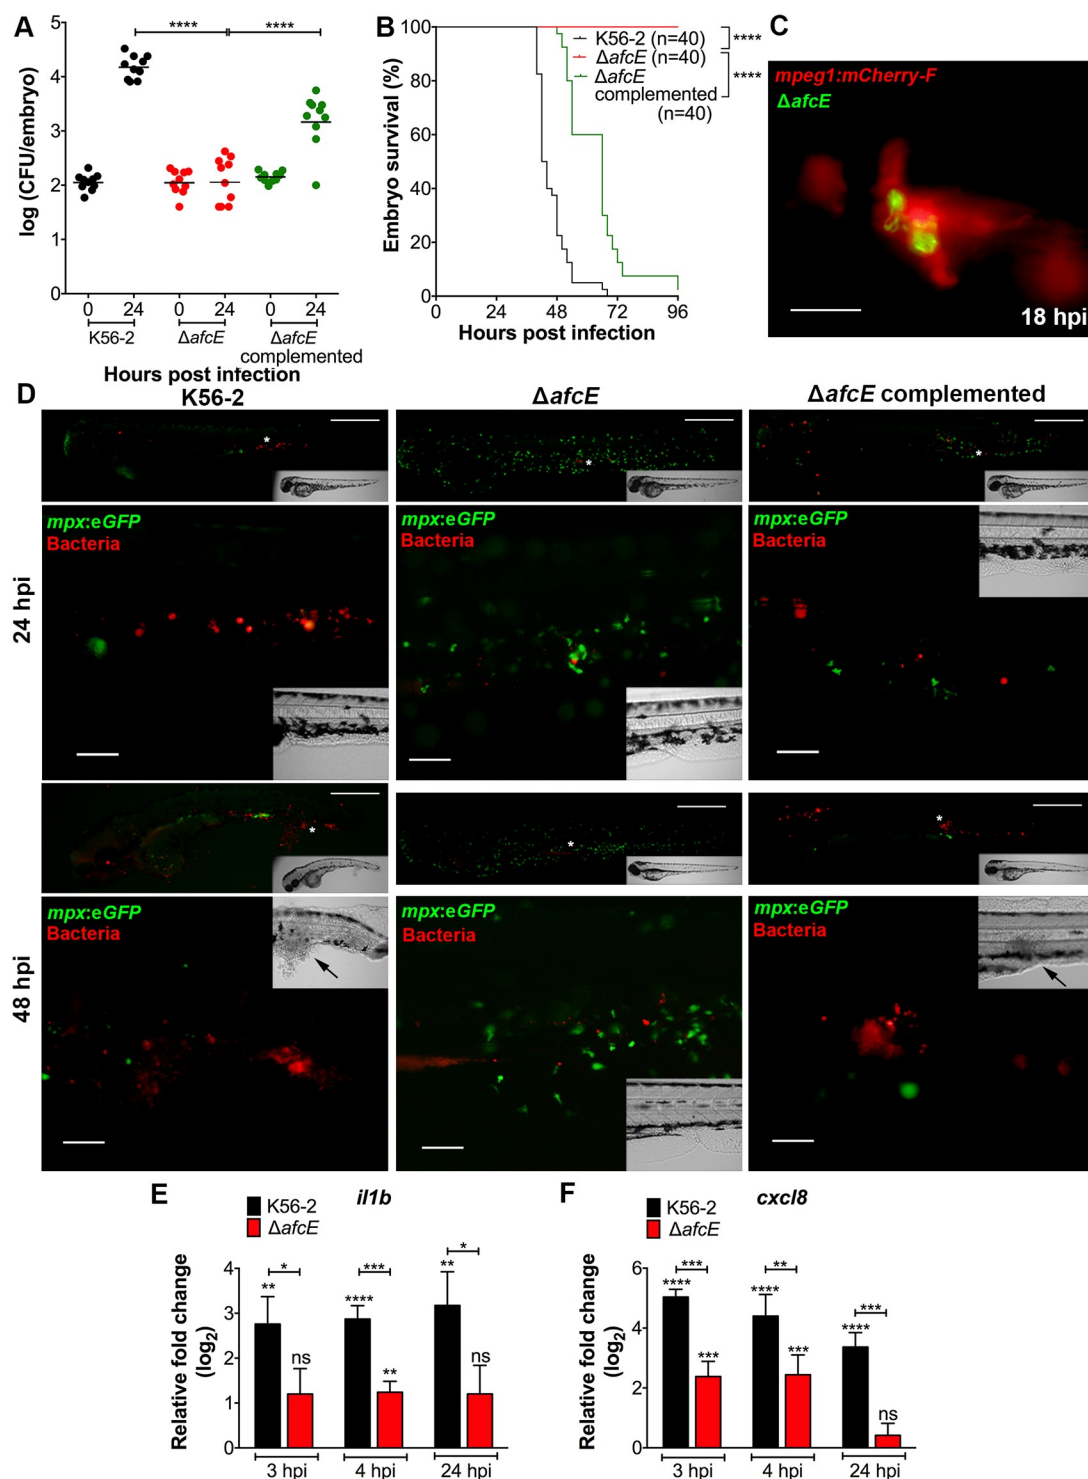 A
5
4
3
2
1
0
log (CFU/embryo)
****
****
0 24 0 24 0 24
K56-2 ΔafcE ΔafcE
complemented
Hours post infection
B
100
80
60
40
20
0
Embryo survival (%)
K56-2 (n=40)
ΔafcE (n=40)
ΔafcE
complemented
(n=40)
****
****
0 24 48 72 96
Hours post infection
C
mpeg1:mCherry-F
ΔafcE
18 hpi
D
K56-2 ΔafcE ΔafcE complemented
* * *
24 hpi
mpx:eGFP mpx:eGFP mpx:eGFP
Bacteria Bacteria Bacteria
* * *
48 hpi
mpx:eGFP mpx:eGFP mpx:eGFP
Bacteria Bacteria Bacteria
E
il1b
K56-2
ΔafcE
Relative fold change
(log2)
4
3
2
1
0
* *** *
** **** **
ns ** ns
3 hpi 4 hpi 24 hpi
F
cxcl8
K56-2
ΔafcE
Relative fold change
(log2)
6
4
2
0
*** ** ***
**** **** ****
*** *** ns
3 hpi 4 hpi 24 hpi